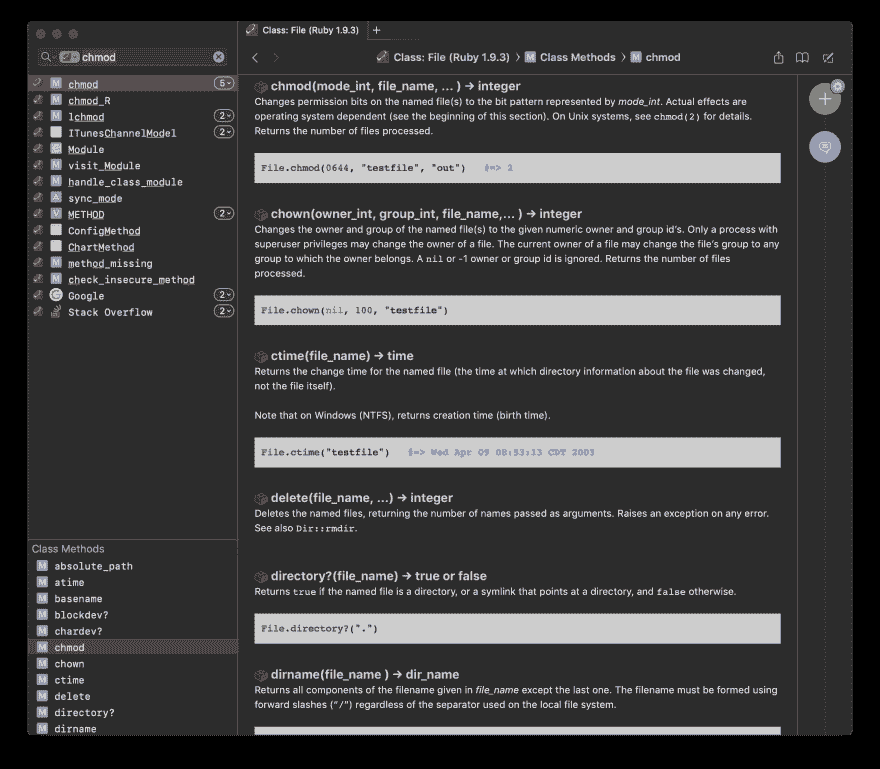 Class: File (Ruby 1.9.3)
+
chmod
Class: File (Ruby 1.9.3) 〉 M Class Methods 〉 M chmod
M chmod 5
M chmod_R
M lchmod 2
ITunesChannelModel 2
Module
M visit_Module
M handle_class_module
A sync_mode
V METHOD 2
ConfigMethod
ChartMethod
M method_missing
M check_insecure_method
G Google 2
Stack Overflow 2
Class Methods
M absolute_path
M atime
M basename
M blockdev?
M chardev?
M chmod
M chown
M ctime
M delete
M directory?
M dirname
chmod(mode_int, file_name, ... ) → integer
Changes permission bits on the named file(s) to the bit pattern represented by mode_int. Actual effects are
operating system dependent (see the beginning of this section). On Unix systems, see chmod(2) for details.
Returns the number of files processed.
File.chmod(0644, "testfile", "out") #=> 2
chown(owner_int, group_int, file_name,... ) → integer
Changes the owner and group of the named file(s) to the given numeric owner and group id's. Only a process with
superuser privileges may change the owner of a file. The current owner of a file may change the file's group to any
group to which the owner belongs. A nil or -1 owner or group id is ignored. Returns the number of files
processed.
File.chown(nil, 100, "testfile")
ctime(file_name) → time
Returns the change time for the named file (the time at which directory information about the file was changed,
not the file itself).
Note that on Windows (NTFS), returns creation time (birth time).
File.ctime("testfile") #=> Wed Apr 09 08:53:13 CDT 2003
delete(file_name, ...) → integer
Deletes the named files, returning the number of names passed as arguments. Raises an exception on any error.
See also Dir::rmdir.
directory?(file_name) → true or false
Returns true if the named file is a directory, or a symlink that points at a directory, and false otherwise.
File.directory?(".")
dirname(file_name ) → dir_name
Returns all components of the filename given in file_name except the last one. The filename must be formed using
forward slashes ("/") regardless of the separator used on the local file system.